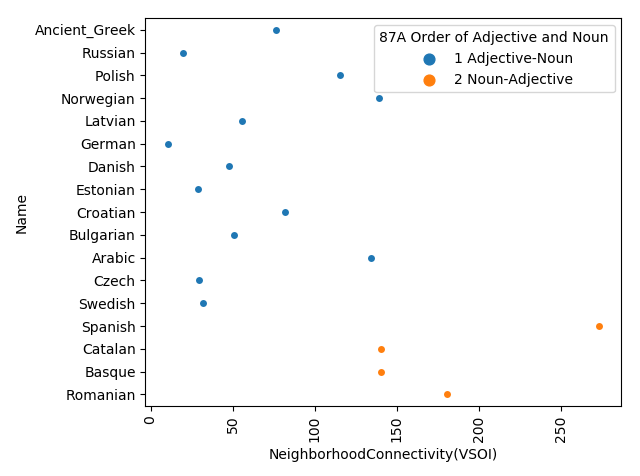 87A Order of Adjective and Noun
1 Adjective-Noun
2 Noun-Adjective
Name
Ancient_Greek
Russian
Polish
Norwegian
Latvian
German
Danish
Estonian
Croatian
Bulgarian
Arabic
Czech
Swedish
Spanish
Catalan
Basque
Romanian
0
50
100
150
200
250
NeighborhoodConnectivity(VSOI)